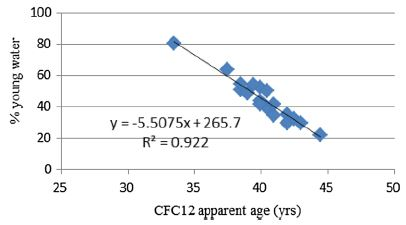 100
80
60
40
20
0
% young water
y = -5.5075x + 265.7
R² = 0.922
25 30 35 40 45 50
CFC12 apparent age (yrs)